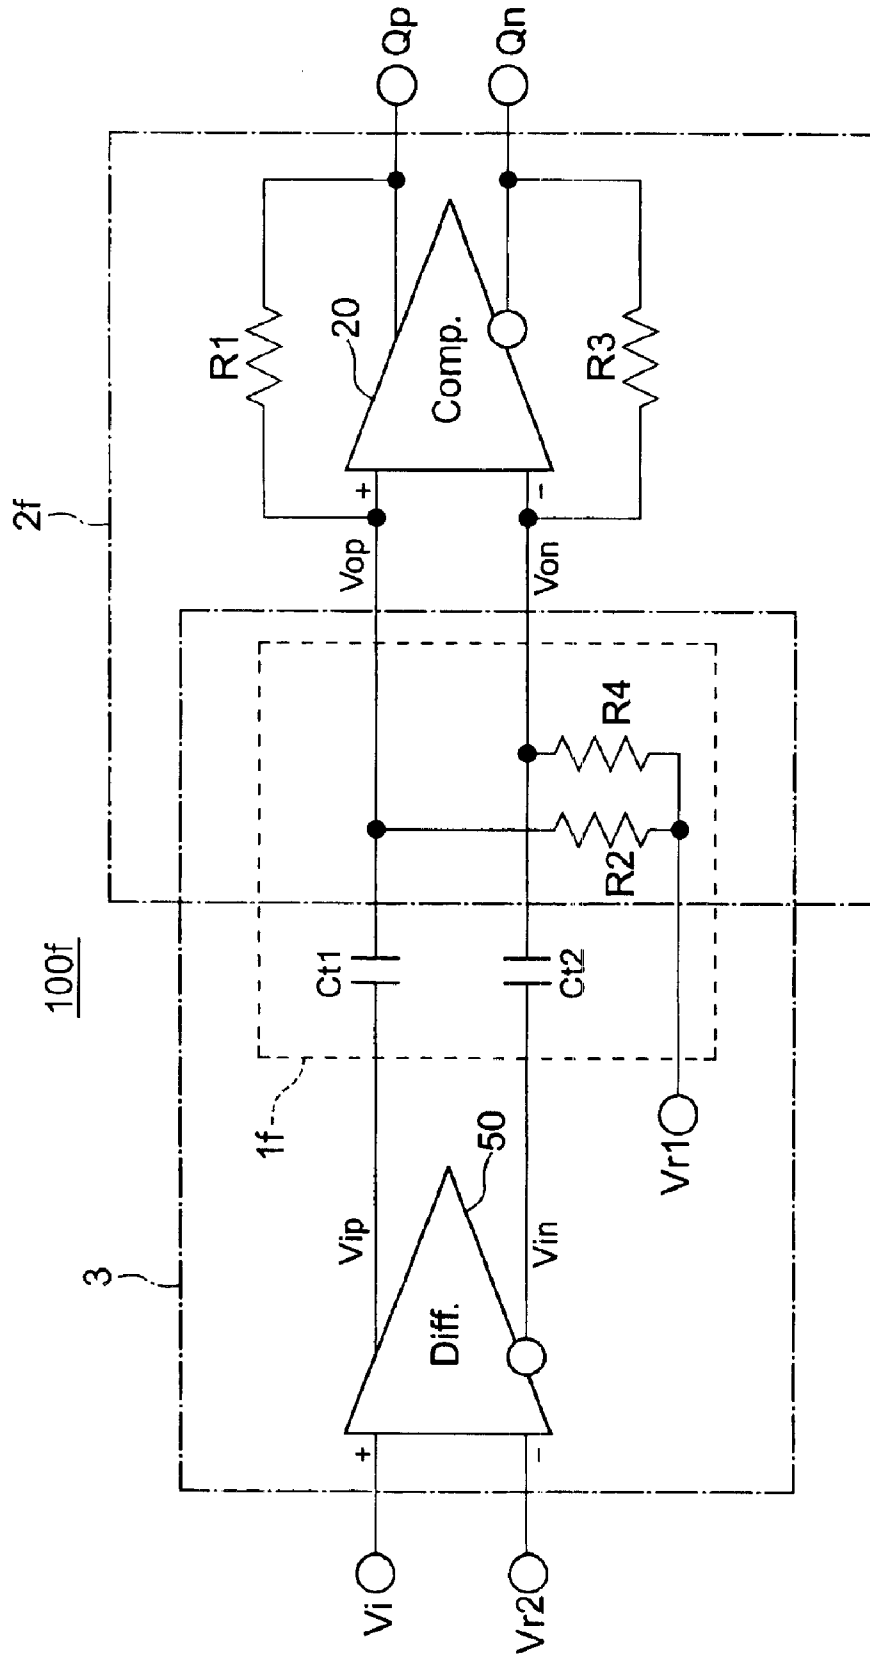 100f
3
2f
1f
Vi
Vr2
+
−
Diff.
50
Vip
Vin
Vr1
Ct1
Ct2
R2
R4
Vop
Von
+
−
Comp.
20
R1
R3
Qp
Qn